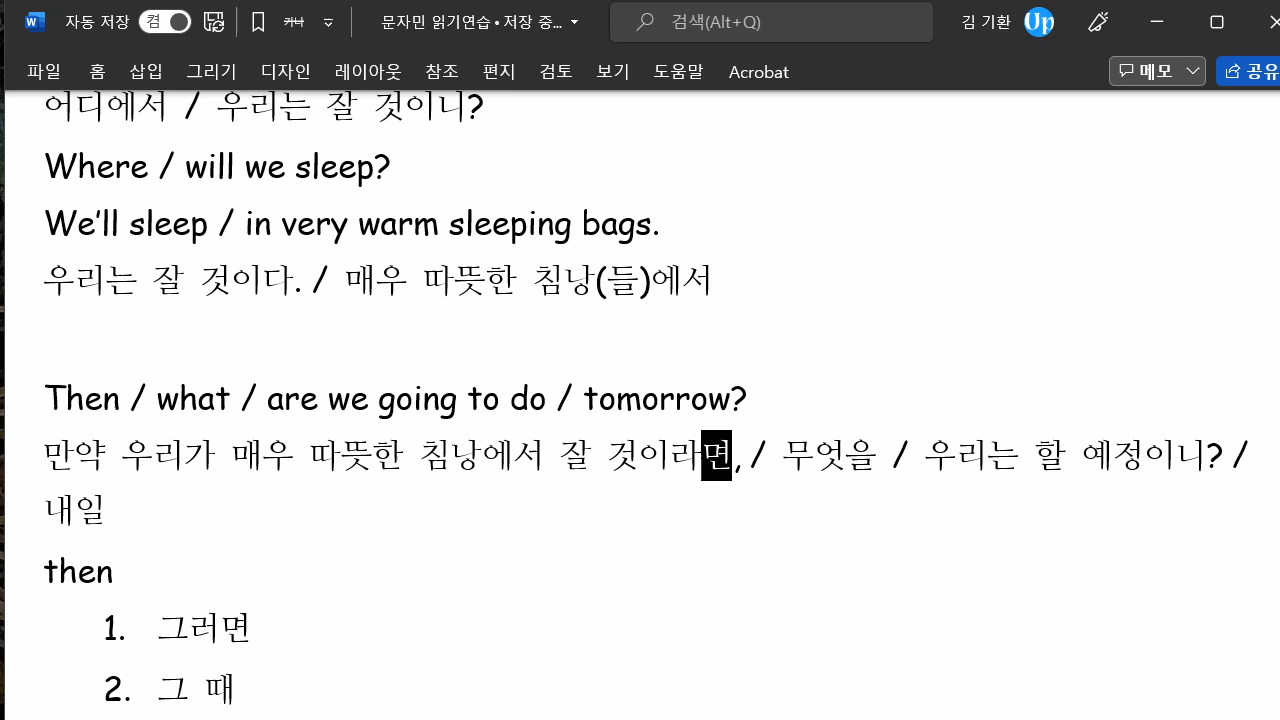 자동 저장 켬 가나 문자민 읽기연습 • 저장 중... 검색(Alt+Q) 김 기환 Up
파일 홈 삽입 그리기 디자인 레이아웃 참조 편지 검토 보기 도움말 Acrobat 메모 공유
어디에서 / 우리는 잘 것이니?
Where / will we sleep?
We’ll sleep / in very warm sleeping bags.
우리는 잘 것이다. / 매우 따뜻한 침낭(들)에서
Then / what / are we going to do / tomorrow?
만약 우리가 매우 따뜻한 침낭에서 잘 것이라면, / 무엇을 / 우리는 할 예정이니? /
내일
then
1. 그러면
2. 그 때